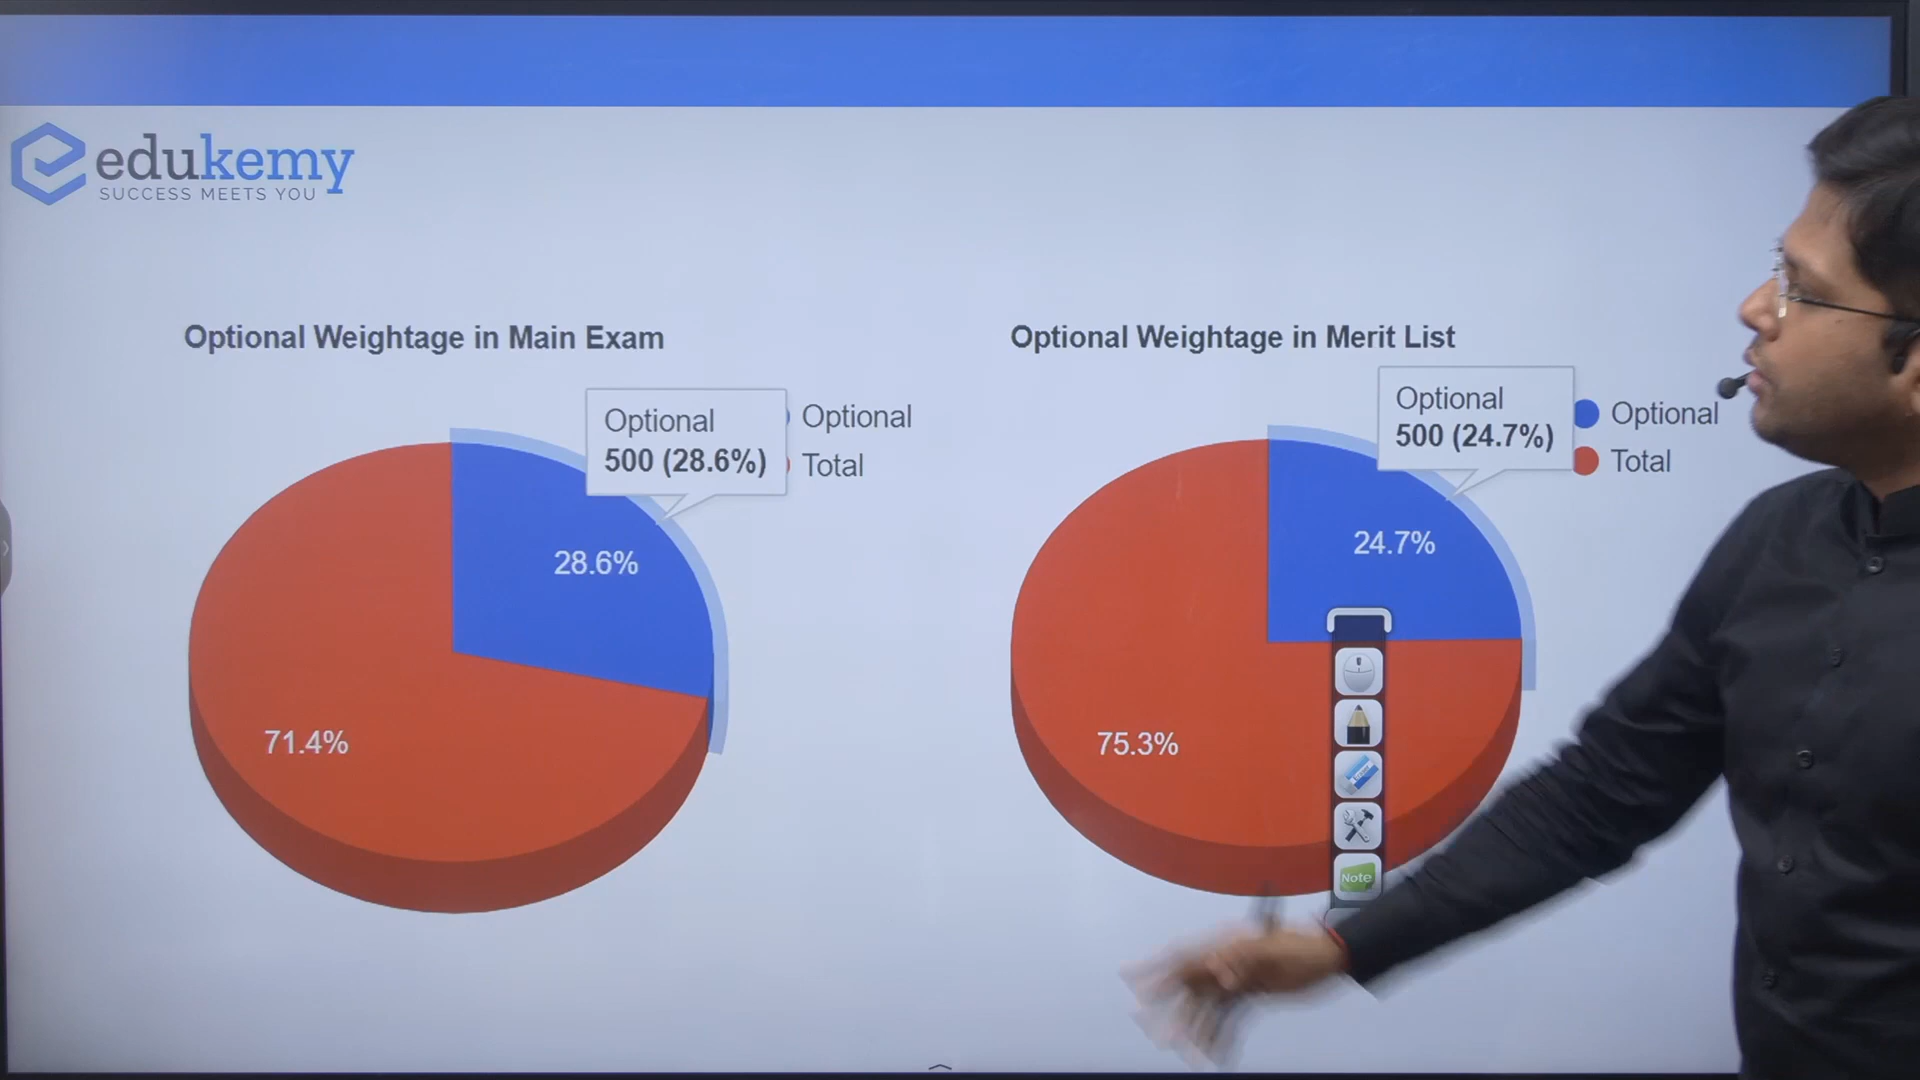 edukemy
SUCCESS MEETS YOU
Optional Weightage in Main Exam
Optional
500 (28.6%)
Optional
Total
28.6%
71.4%
Optional Weightage in Merit List
Optional
500 (24.7%)
Optional
Total
24.7%
75.3%
Note